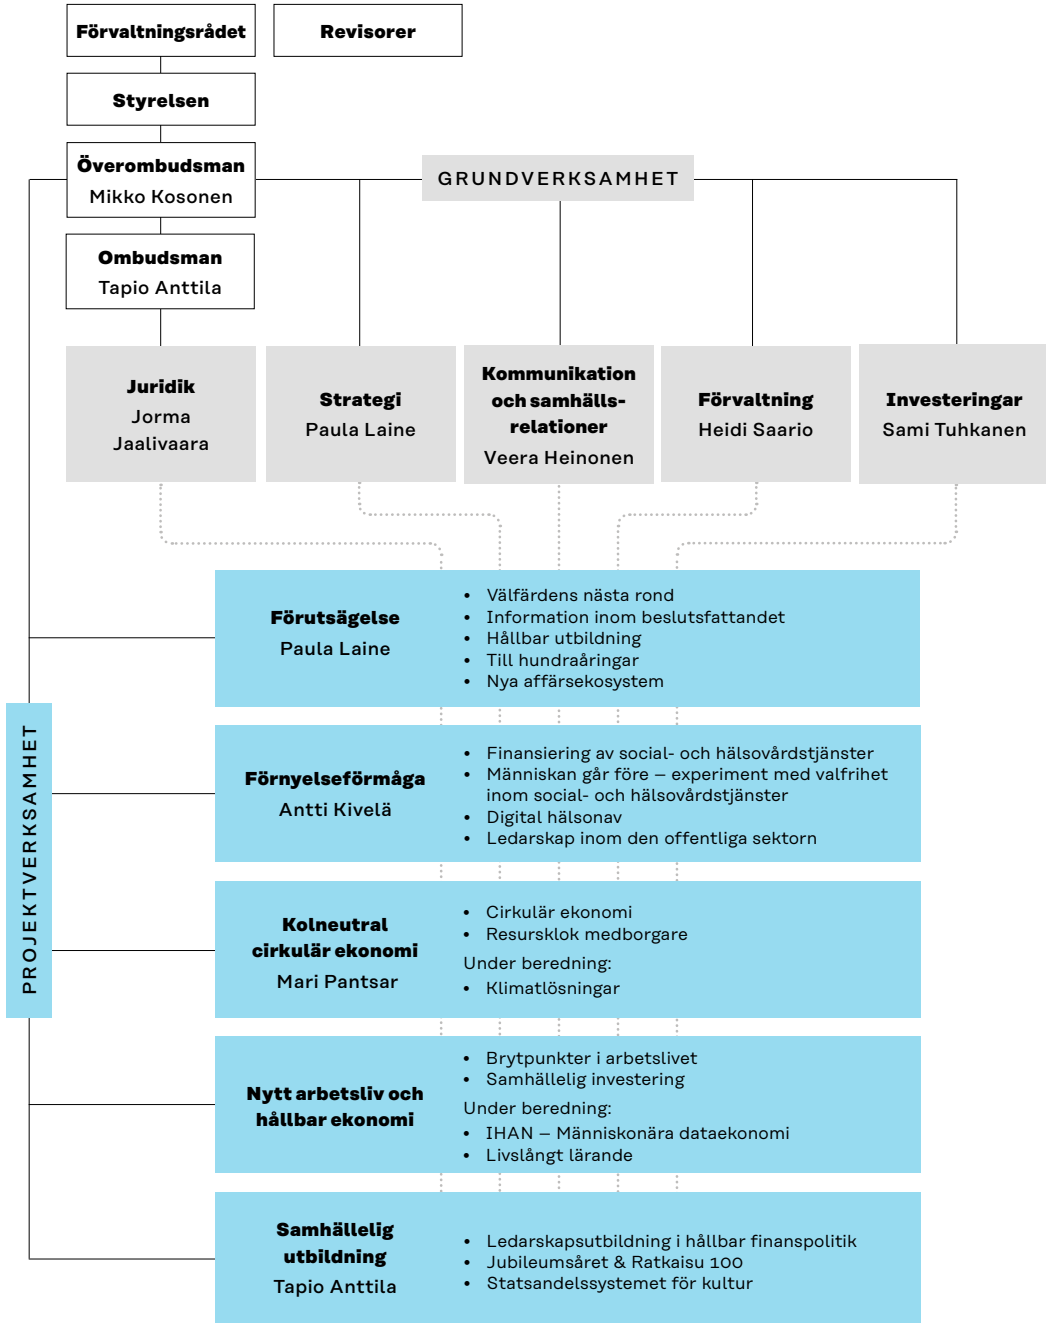 Förvaltningsrådet
Revisorer
Styrelsen
Överombudsman
Mikko Kosonen
GRUNDVERKSAMHET
Ombudsman
Tapio Anttila
Juridik
Jorma
Jaalivaara
Strategi
Paula Laine
Kommunikation
och samhälls-
relationer
Veera Heinonen
Förvaltning
Heidi Saario
Investeringar
Sami Tuhkanen
PROJEKTVERKSAMHET
Förutsägelse
Paula Laine
• Välfärdens nästa rond
• Information inom beslutsfattandet
• Hållbar utbildning
• Till hundraåringar
• Nya affärsekosystem
Förnyelseförmåga
Antti Kivelä
• Finansiering av social- och hälsovårdstjänster
• Människan går före – experiment med valfrihet
inom social- och hälsovårdstjänster
• Digital hälsonav
• Ledarskap inom den offentliga sektorn
Kolneutral
cirkulär ekonomi
Mari Pantsar
• Cirkulär ekonomi
• Resursklok medborgare
Under beredning:
• Klimatlösningar
Nytt arbetsliv och
hållbar ekonomi
• Brytpunkter i arbetslivet
• Samhällelig investering
Under beredning:
• IHAN – Människonära dataekonomi
• Livslångt lärande
Samhällelig
utbildning
Tapio Anttila
• Ledarskapsutbildning i hållbar finanspolitik
• Jubileumsåret & Ratkaisu 100
• Statsandelssystemet för kultur